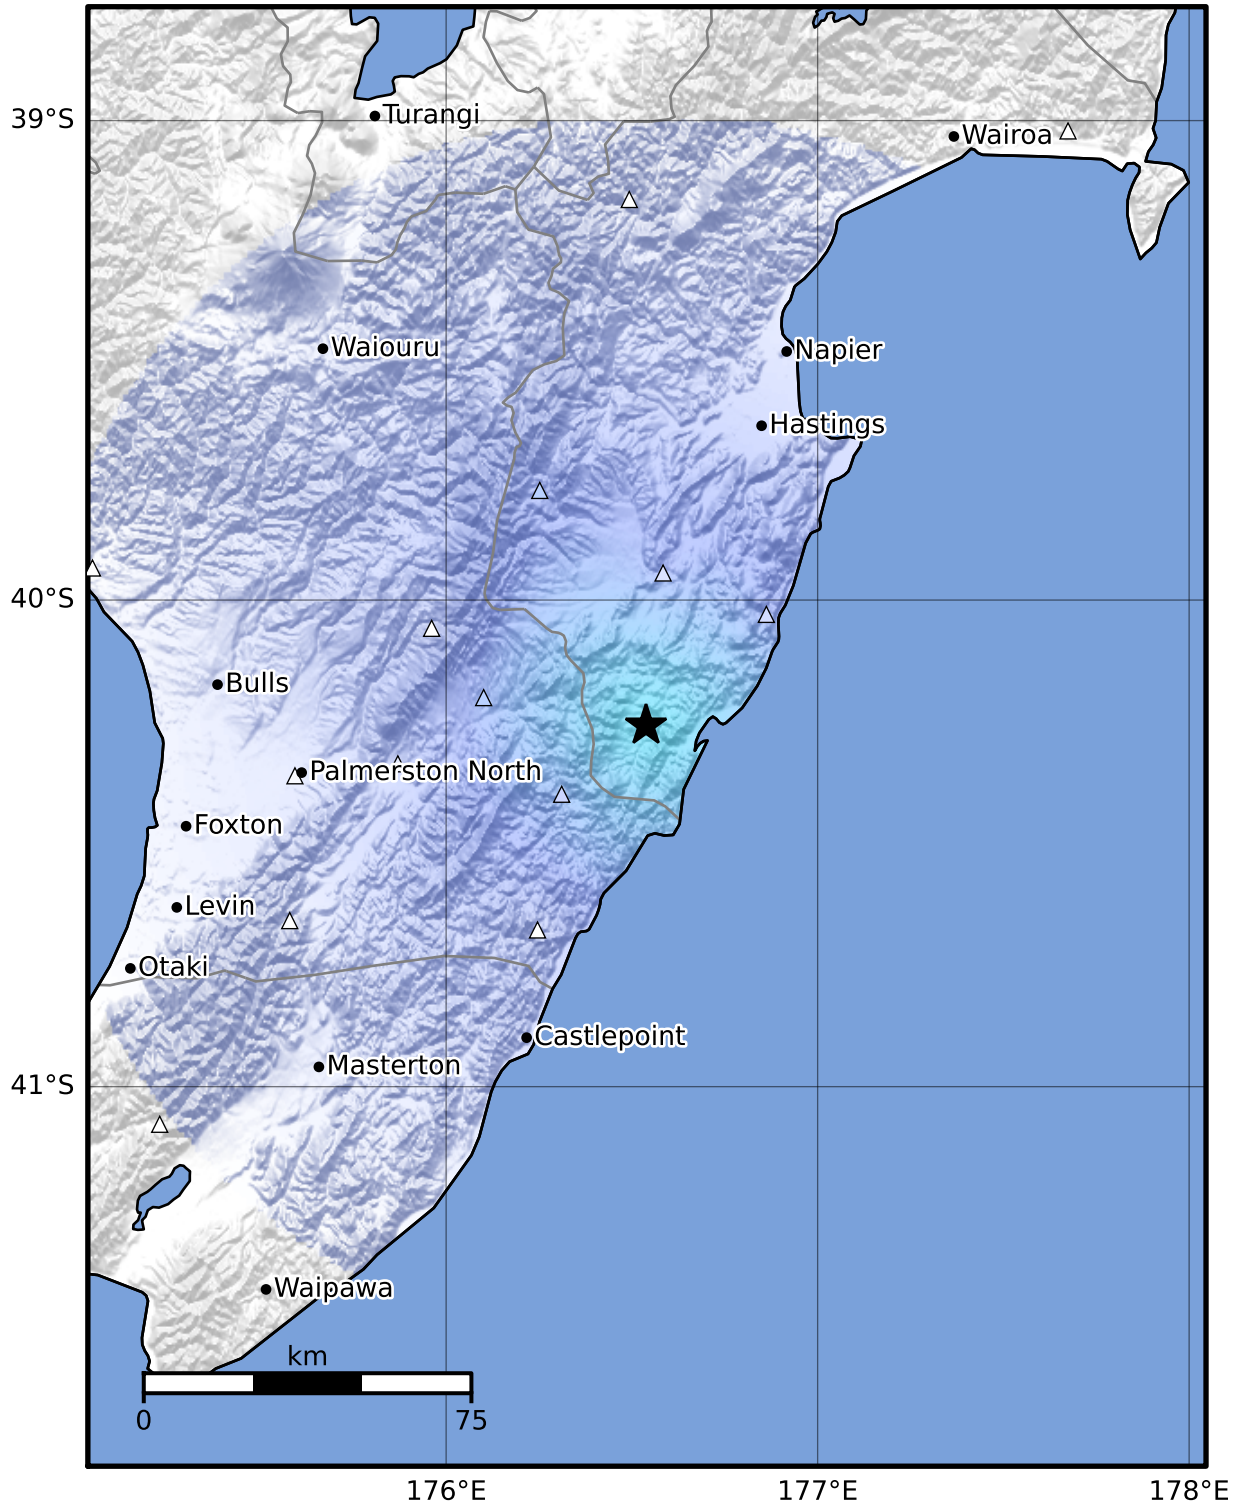 Turangi
39°S
Wairoa
Waiouru
Napier
Hastings
40°S
Bulls
Palmerston North
Foxton
Levin
Otaki
Castlepoint
Masterton
41°S
Waipawa
km
0 75
176°E 177°E 178°E